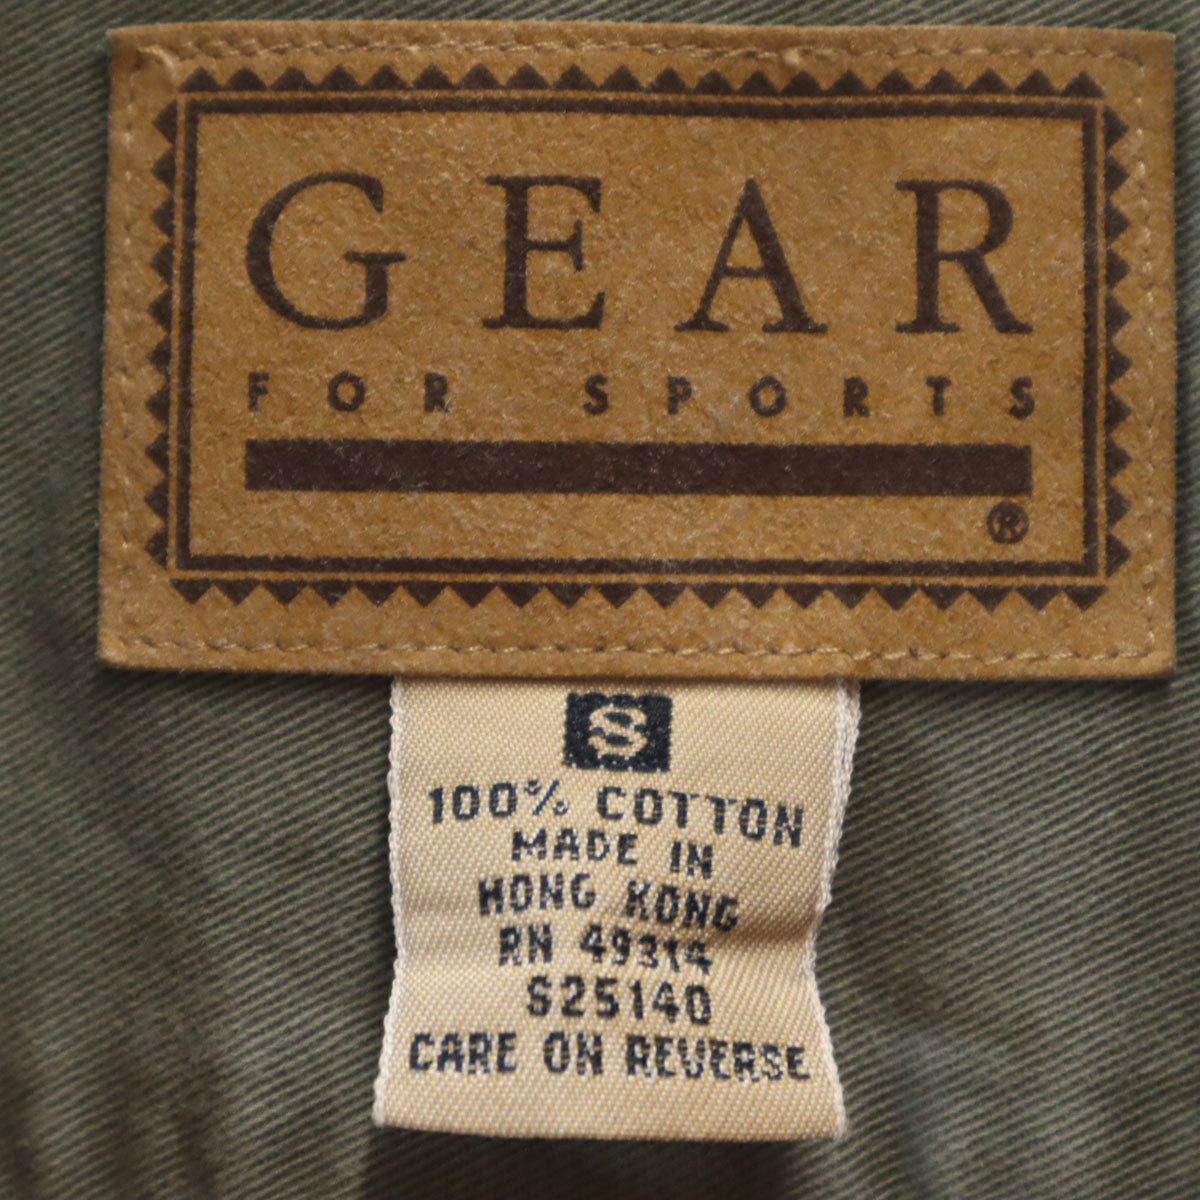 GEAR
FOR SPORTS
®
S
100% COTTON
MADE IN
HONG KONG
RN 49314
S25140
CARE ON REVERSE